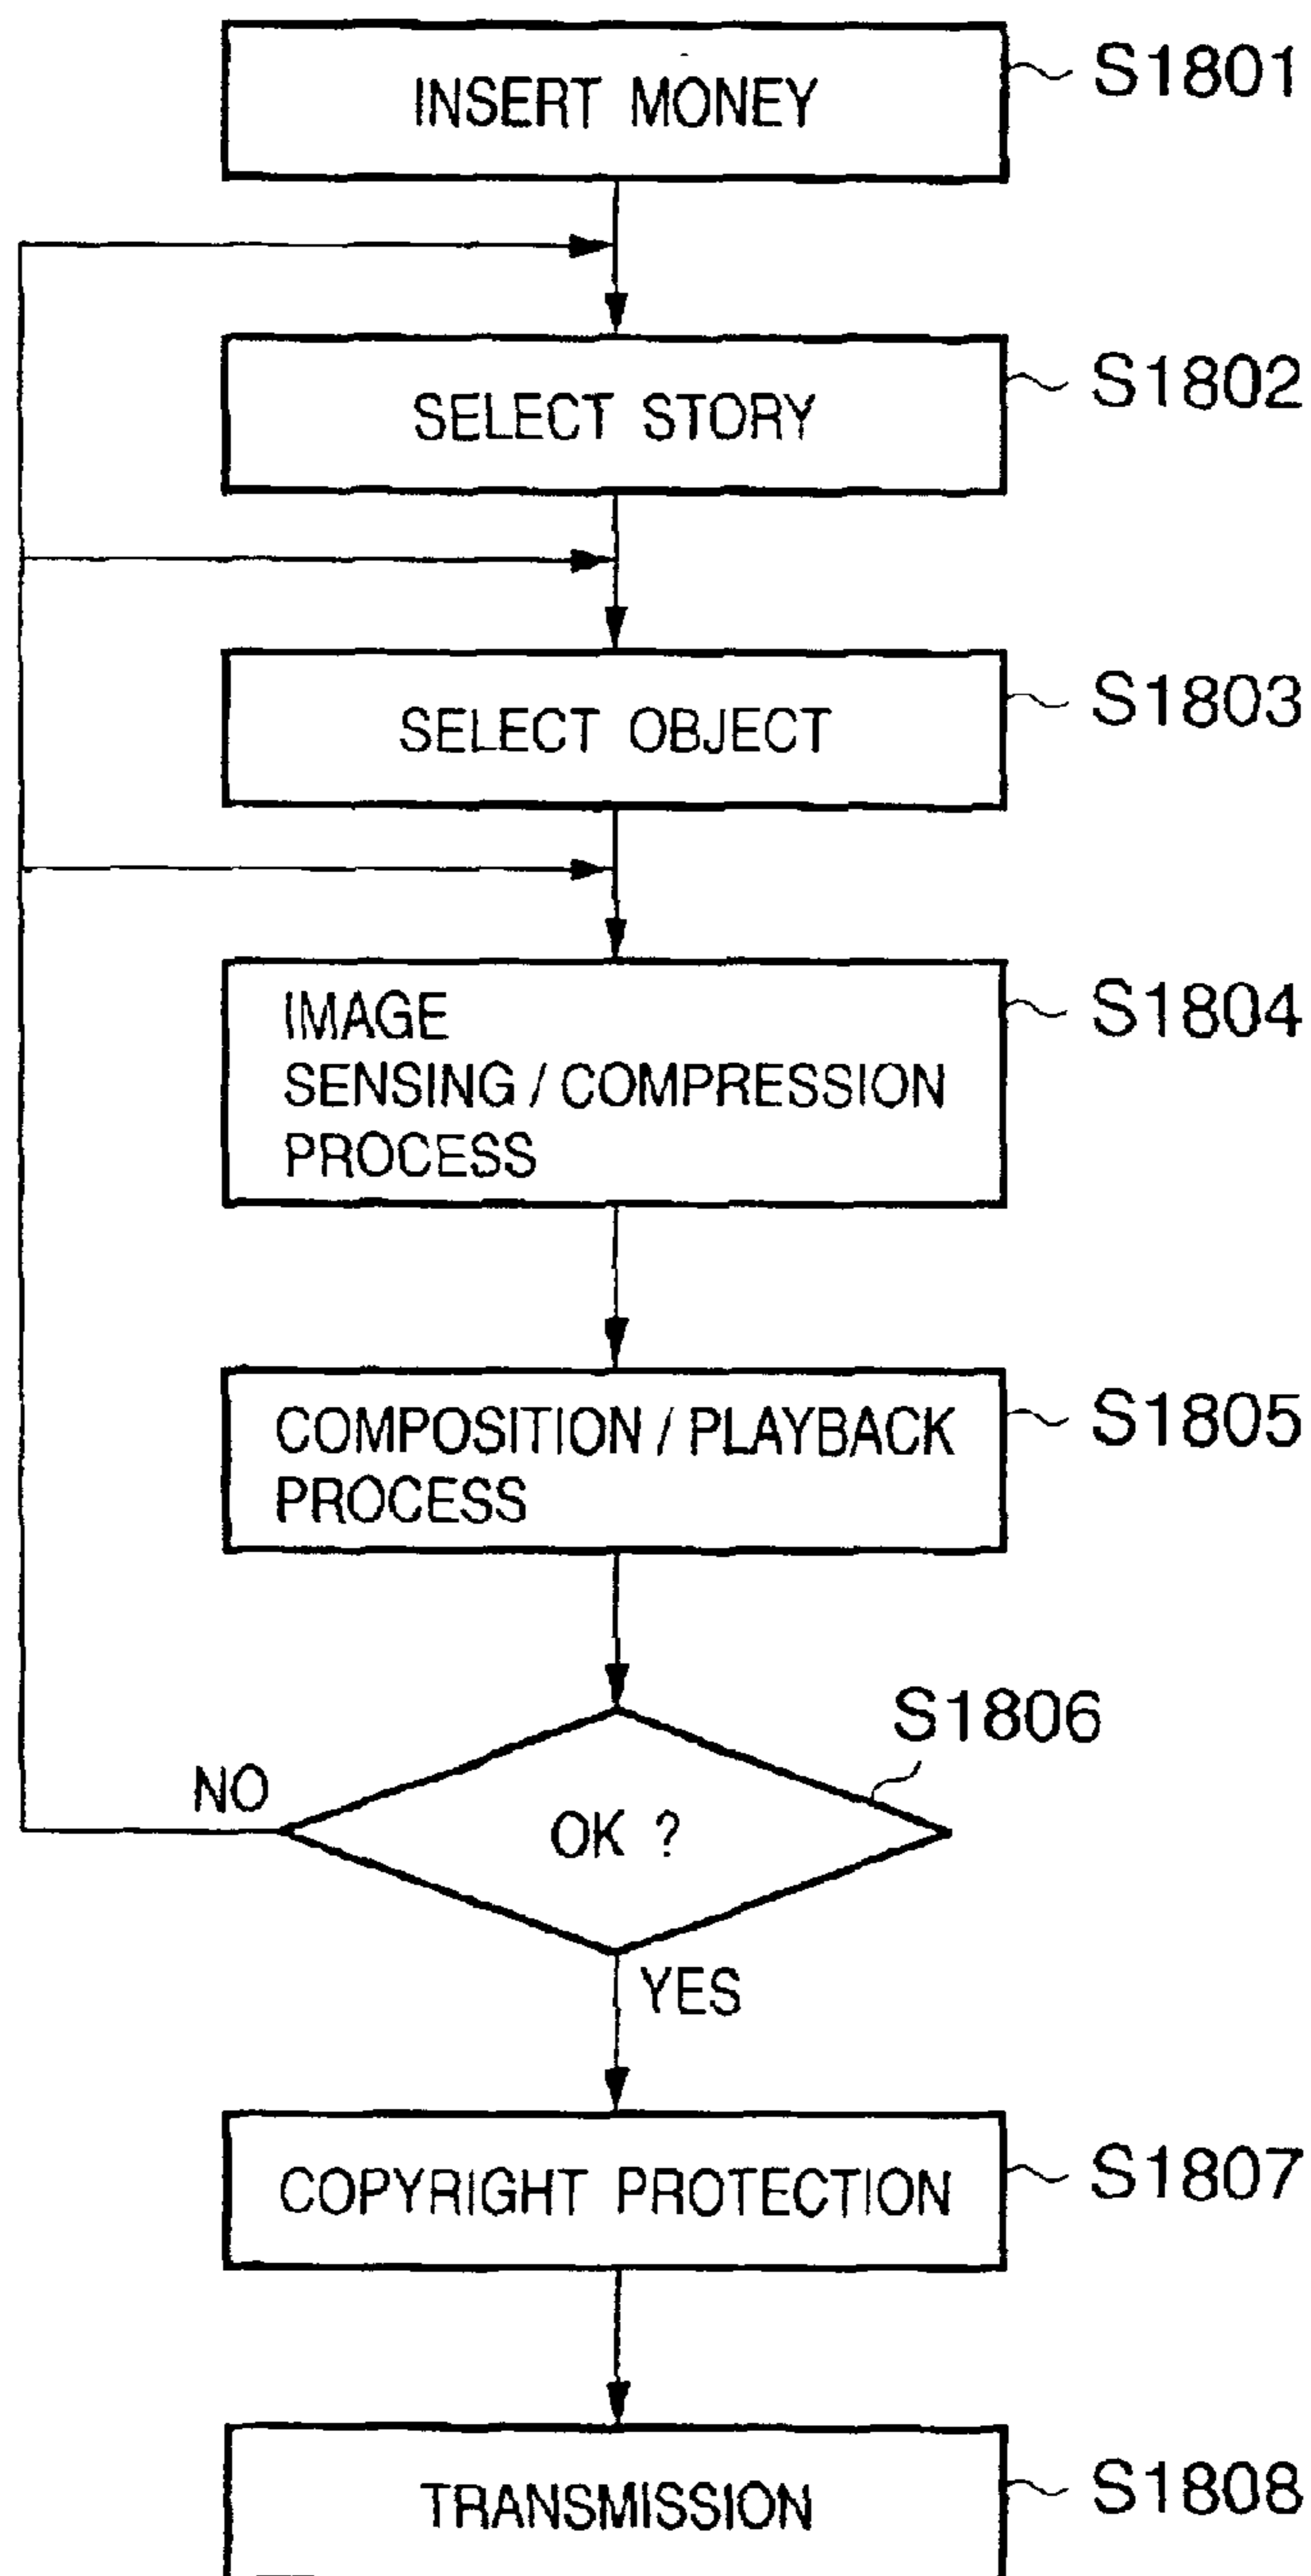 INSERT MONEY
S1801
SELECT STORY
S1802
SELECT OBJECT
S1803
IMAGE
SENSING / COMPRESSION
PROCESS
S1804
COMPOSITION / PLAYBACK
PROCESS
S1805
S1806
NO
OK ?
YES
COPYRIGHT PROTECTION
S1807
TRANSMISSION
S1808